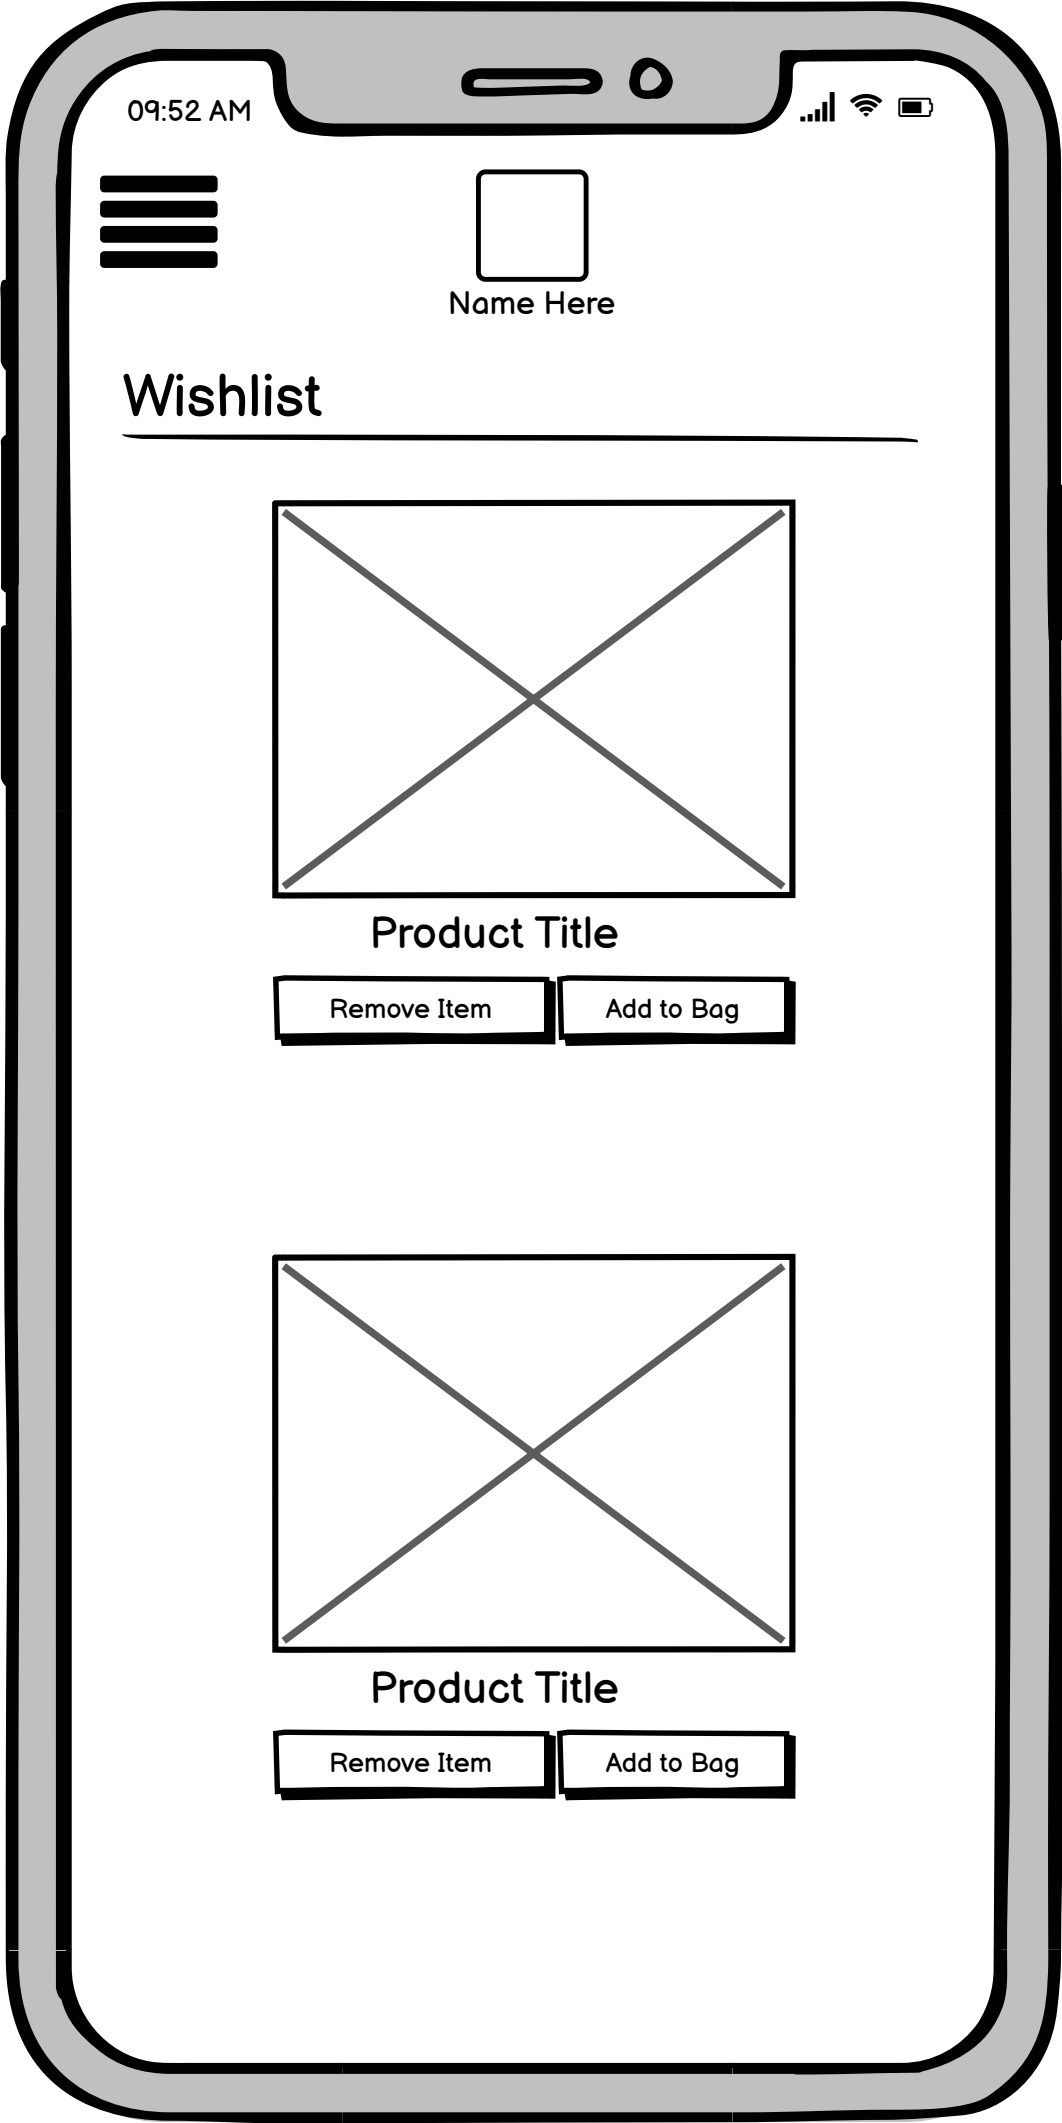 09:52 AM
Name Here
Wishlist
Product Title
Remove Item
Add to Bag
Product Title
Remove Item
Add to Bag